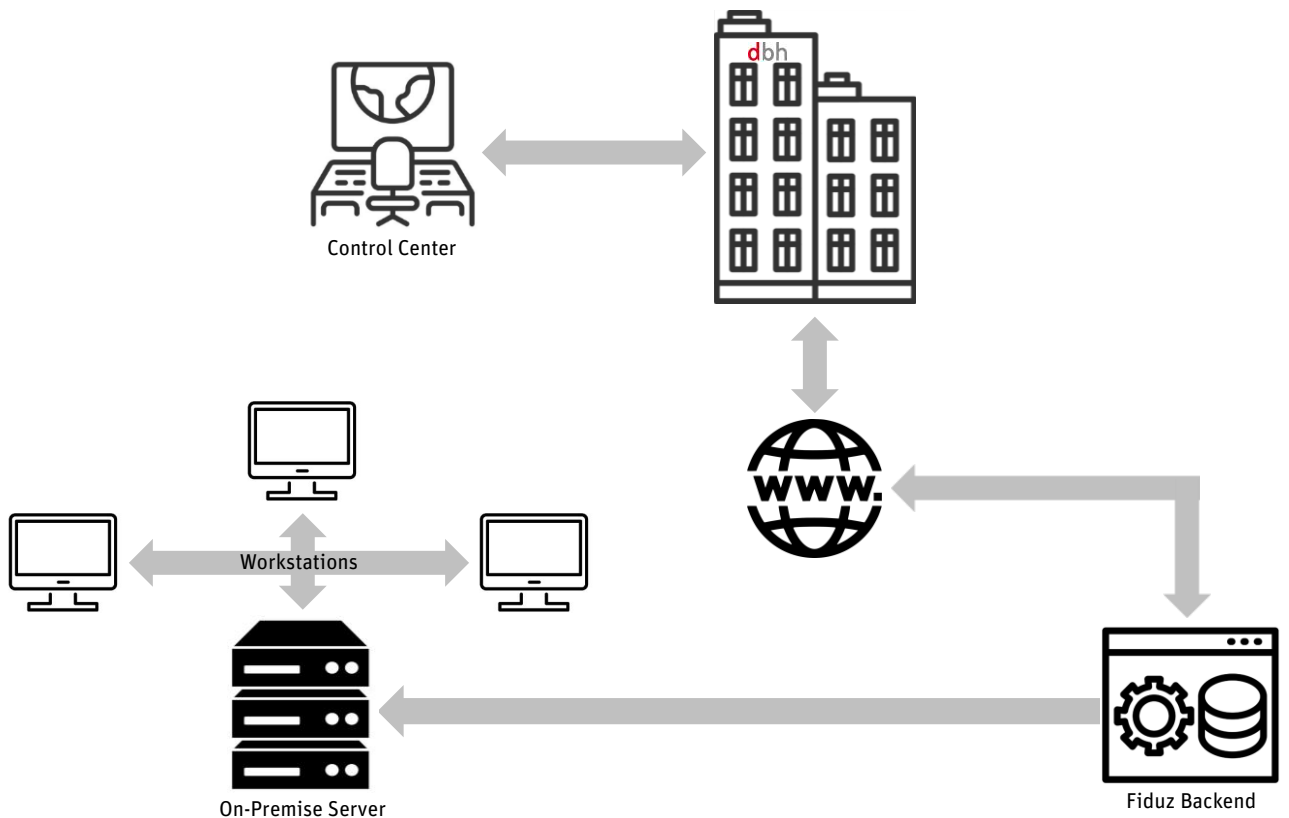 dbh
Control Center
www.
Workstations
On-Premise Server
Fiduz Backend